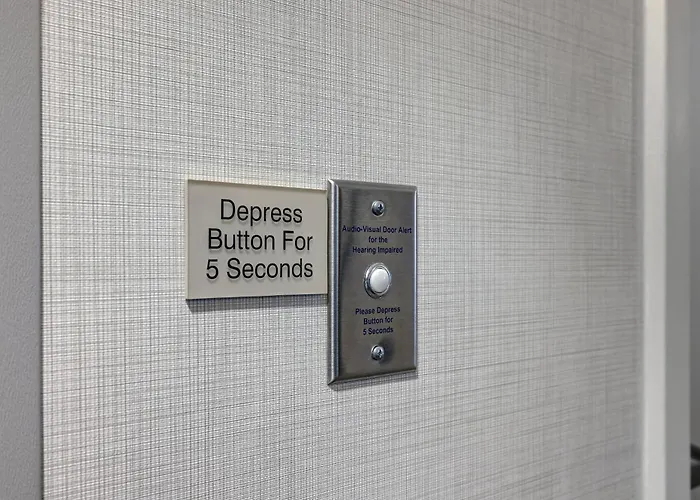 Depress
Button For
5 Seconds
Audio-Visual Door Alert
for the
Hearing Impaired
Please Depress
Button for
5 Seconds